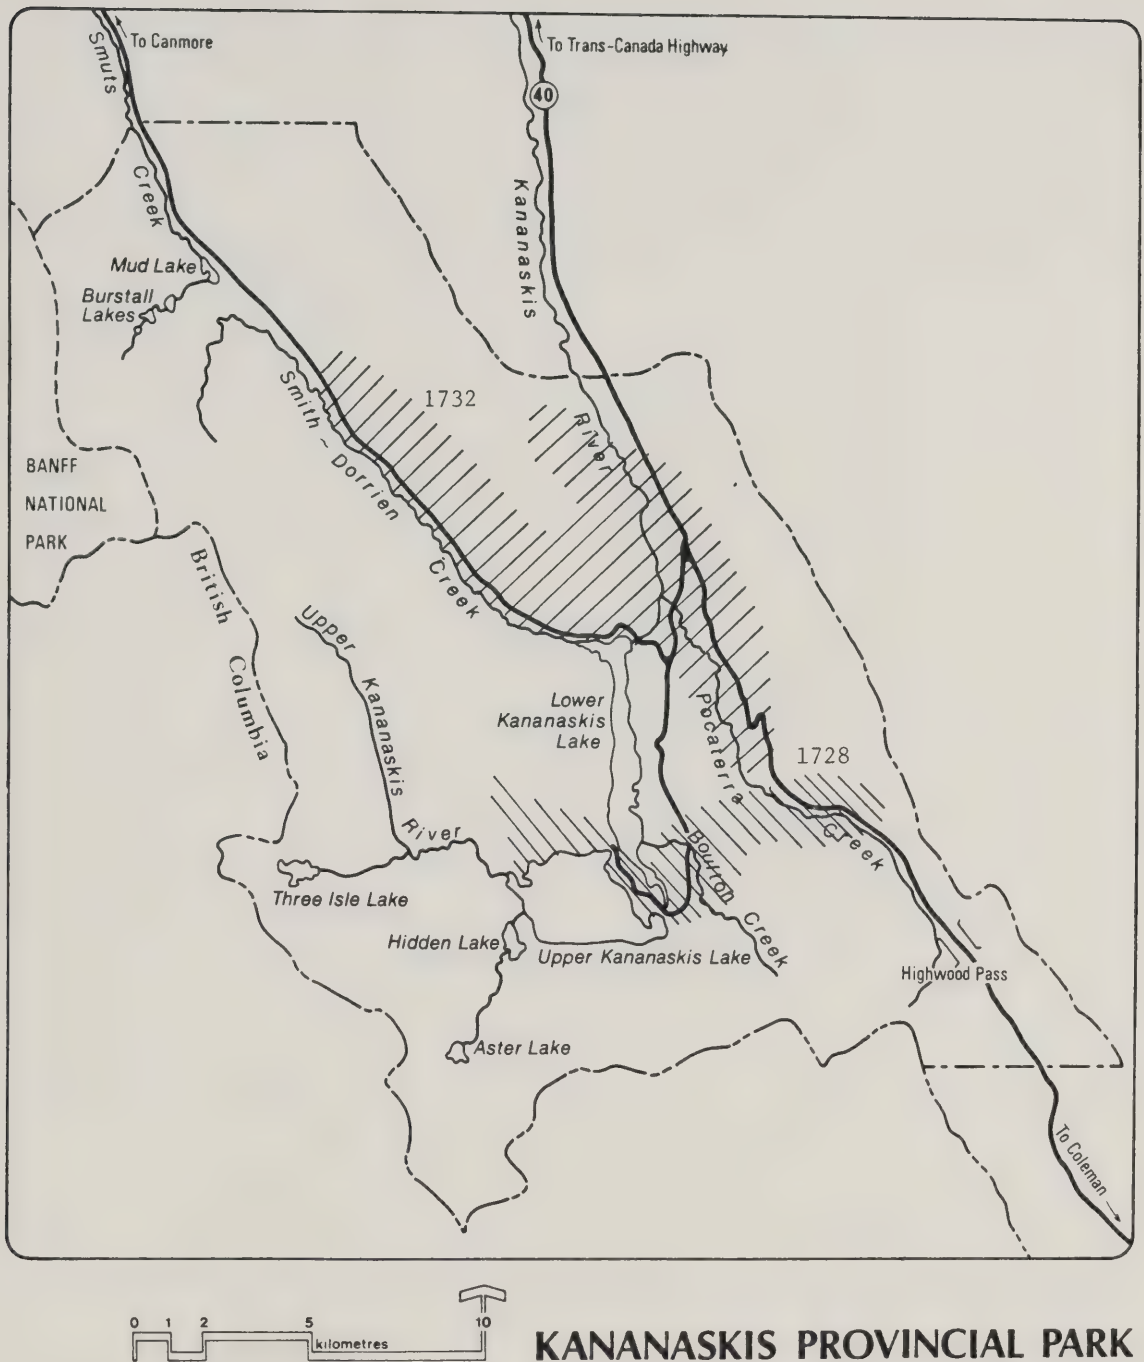 To Canmore
To Trans-Canada Highway
Smuts
40
Creek
Kananaskis
Mud Lake
Burstall
Lakes
Smith-Dorrien
Creek
1732
River
BANFF
NATIONAL
PARK
British
Columbia
Upper
Kananaskis
River
Lower
Kananaskis
Lake
Pocaterra
Creek
1728
Bourton
Creek
Three Isle Lake
Hidden Lake
Upper Kananaskis Lake
Highwood Pass
Aster Lake
To Coleman
0 1 2 5 10
kilometres
KANANASKIS PROVINCIAL PARK